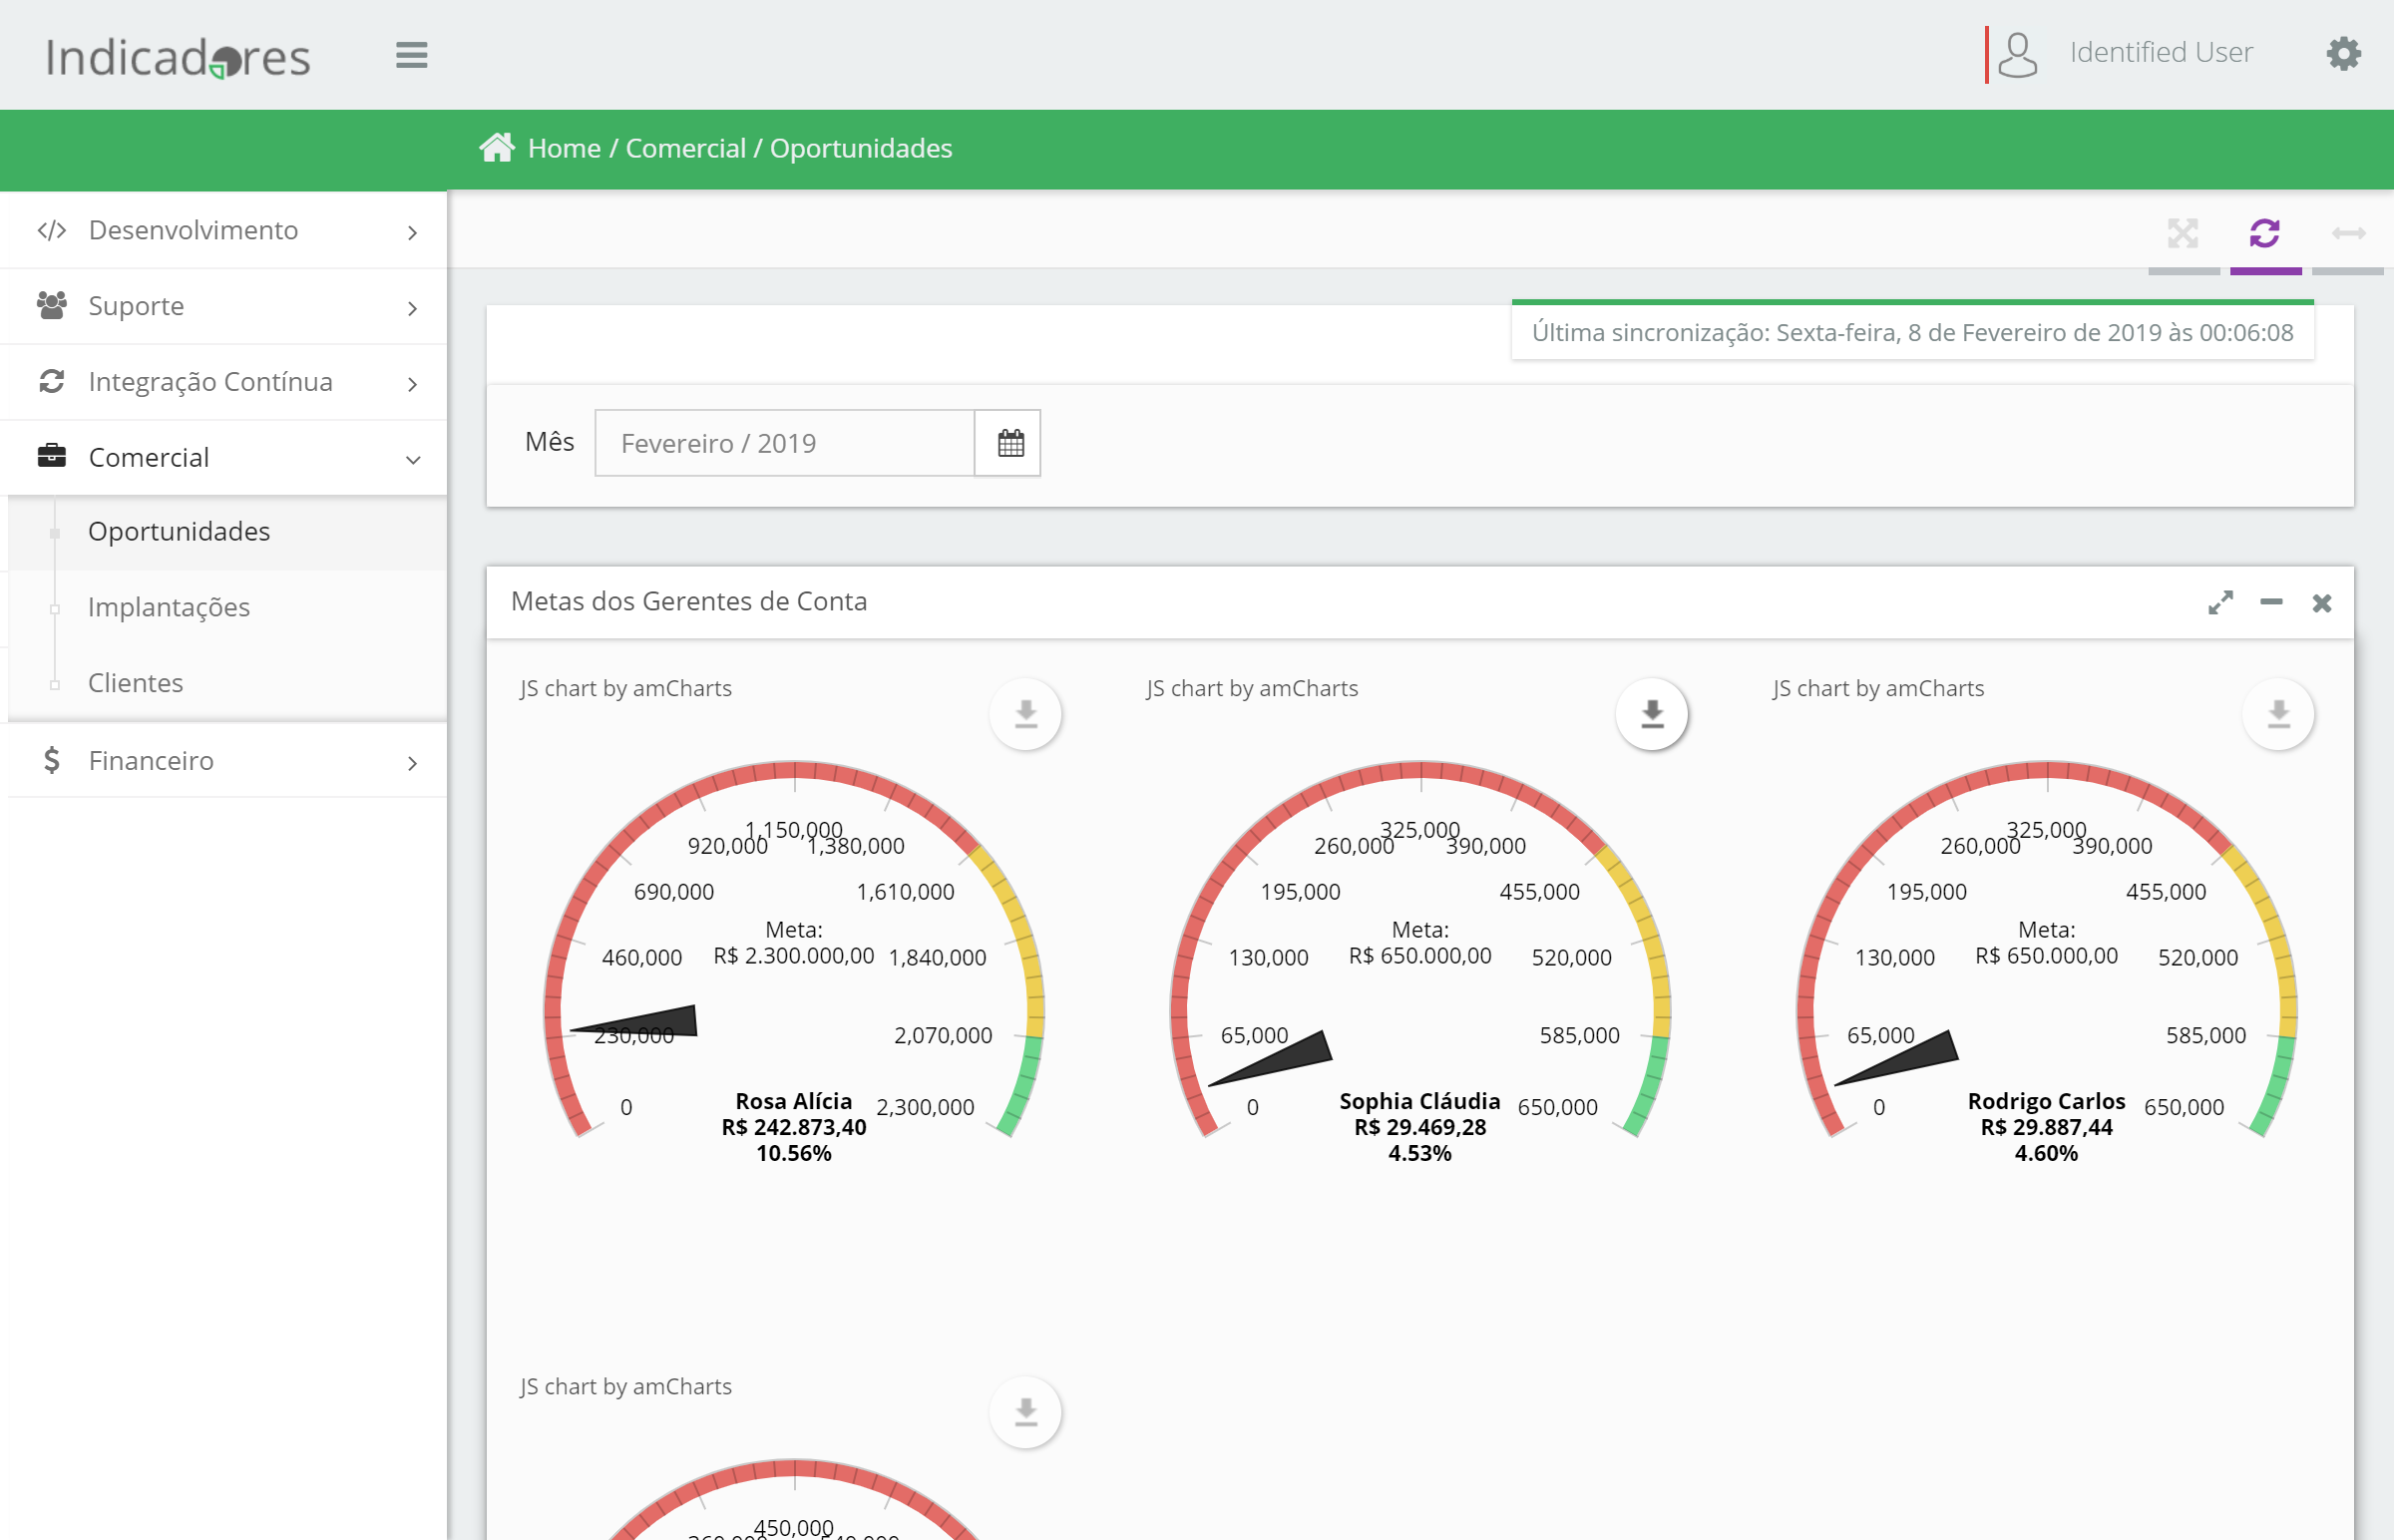 Indicadores
Identified User
Home / Comercial / Oportunidades
Desenvolvimento
Suporte
Integração Contínua
Comercial
Oportunidades
Implantações
Clientes
Financeiro
Última sincronização: Sexta-feira, 8 de Fevereiro de 2019 às 00:06:08
Mês
Fevereiro / 2019
Metas dos Gerentes de Conta
JS chart by amCharts
0
230,000
460,000
690,000
920,000
1,150,000
1,380,000
1,610,000
1,840,000
2,070,000
2,300,000
Meta:
R$ 2.300.000,00
Rosa Alícia
R$ 242.873,40
10.56%
JS chart by amCharts
0
65,000
130,000
195,000
260,000
325,000
390,000
455,000
520,000
585,000
650,000
Meta:
R$ 650.000,00
Sophia Cláudia
R$ 29.469,28
4.53%
JS chart by amCharts
0
65,000
130,000
195,000
260,000
325,000
390,000
455,000
520,000
585,000
650,000
Meta:
R$ 650.000,00
Rodrigo Carlos
R$ 29.887,44
4.60%
JS chart by amCharts
450,000